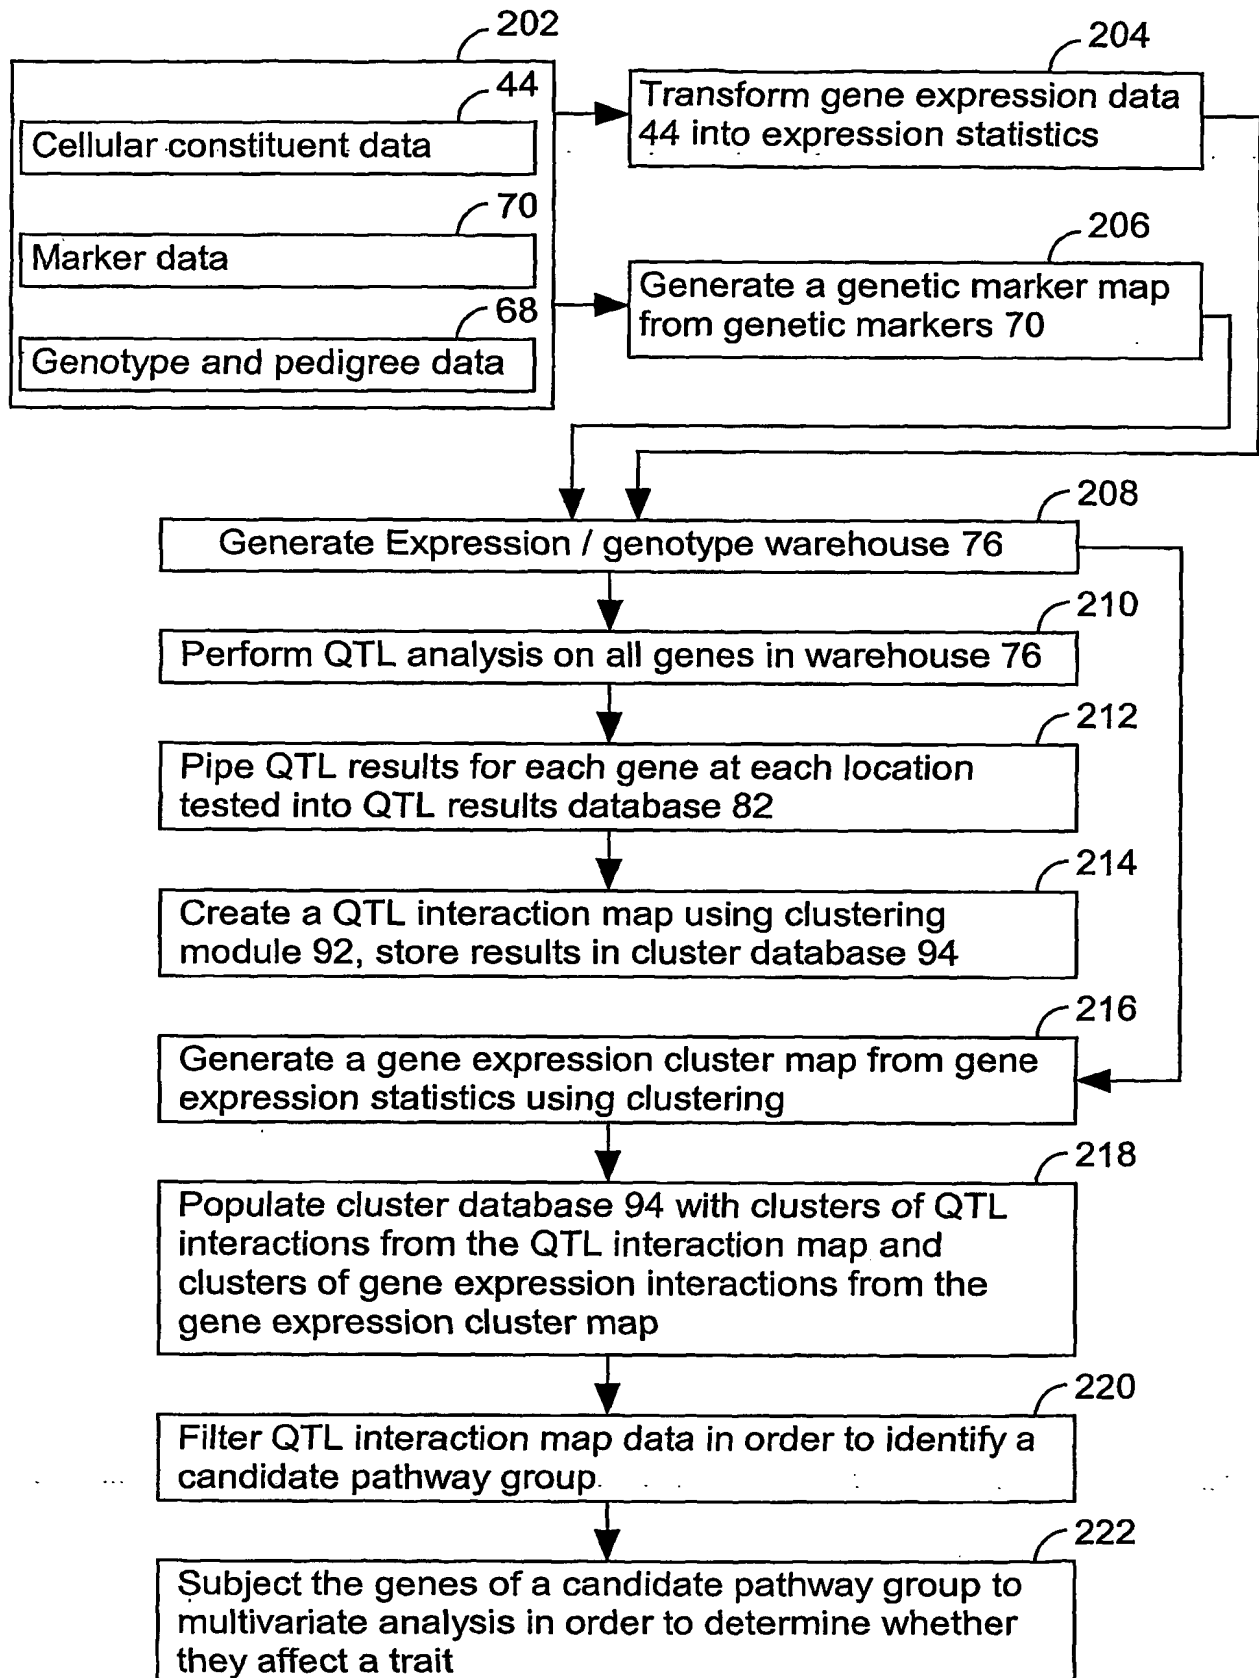 202
44
Cellular constituent data
70
Marker data
68
Genotype and pedigree data
204
Transform gene expression data
44 into expression statistics
206
Generate a genetic marker map
from genetic markers 70
208
Generate Expression / genotype warehouse 76
210
Perform QTL analysis on all genes in warehouse 76
212
Pipe QTL results for each gene at each location
tested into QTL results database 82
214
Create a QTL interaction map using clustering
module 92, store results in cluster database 94
216
Generate a gene expression cluster map from gene
expression statistics using clustering
218
Populate cluster database 94 with clusters of QTL
interactions from the QTL interaction map and
clusters of gene expression interactions from the
gene expression cluster map
220
Filter QTL interaction map data in order to identify a
candidate pathway group
222
Subject the genes of a candidate pathway group to
multivariate analysis in order to determine whether
they affect a trait